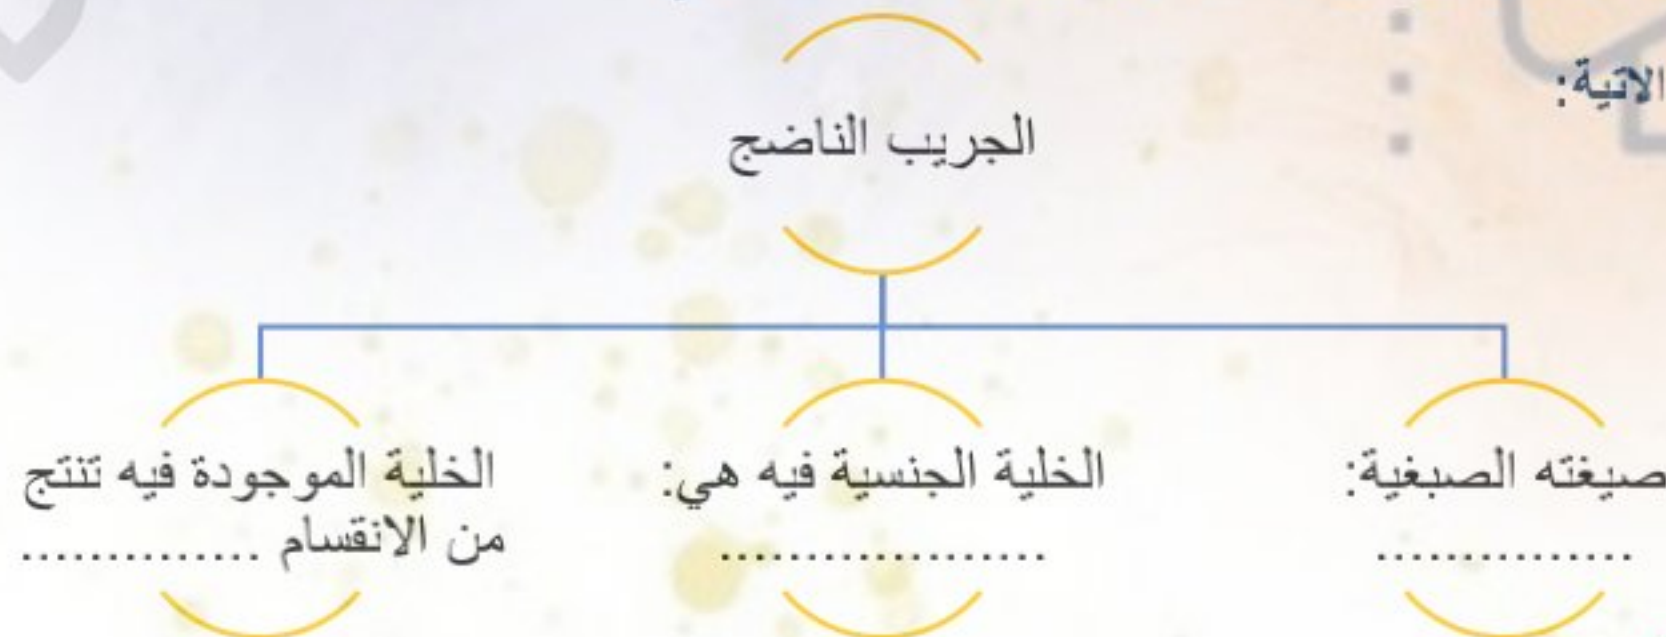 الاتية:
الجريب الناضج
صيغته الصبغية:
...............
الخلية الجنسية فيه هي:
...................
الخلية الموجودة فيه تنتج
من الانقسام ..............